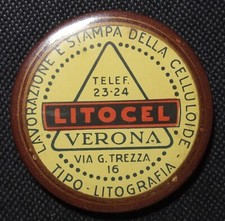 LAVORAZIONE E STAMPA DELLA CELLULOIDE
TELEF.
23-24
LITOCEL
VERONA
VIA G. TREZZA
16
TIPO - LITOGRAFIA